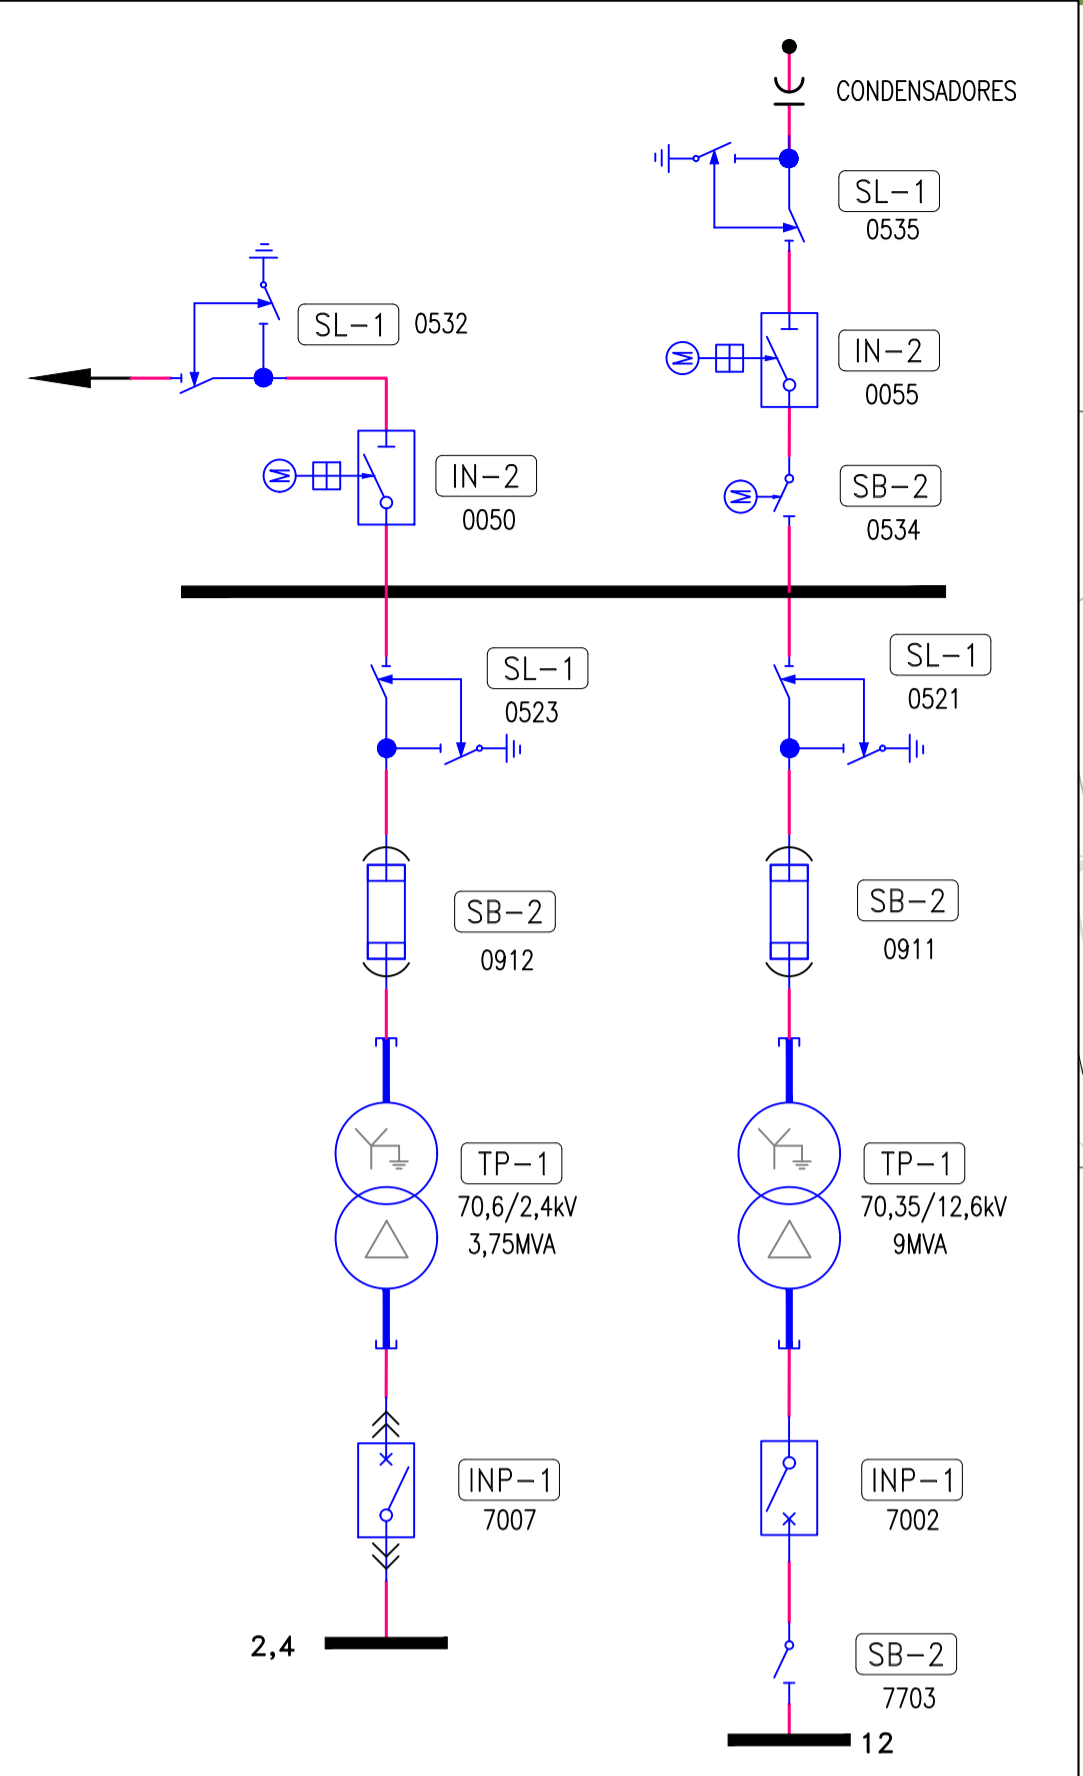 CONDENSADORES
SL-1
0535
SL-1 0532
IN-2
0055
IN-2
0050
M
M
SB-2
0534
M
SL-1
0523
SL-1
0521
SB-2
0912
SB-2
0911
TP-1
70,6/2,4kV
3,75MVA
TP-1
70,35/12,6kV
9MVA
INP-1
7007
INP-1
7002
2,4
SB-2
7703
12